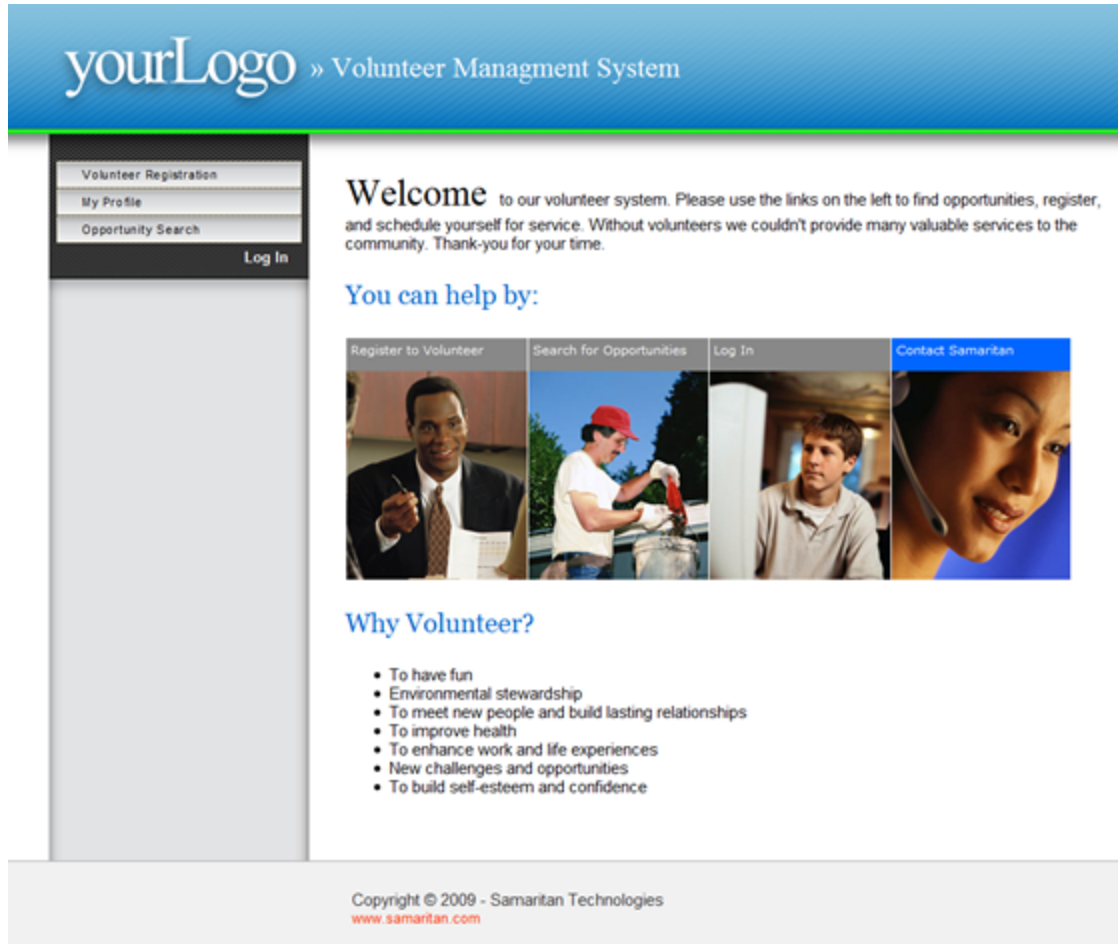 yourLogo » Volunteer Managment System
Volunteer Registration
My Profile
Opportunity Search
Log In
Welcome to our volunteer system. Please use the links on the left to find opportunities, register,
and schedule yourself for service. Without volunteers we couldn't provide many valuable services to the
community. Thank-you for your time.
You can help by:
Register to Volunteer
Search for Opportunities
Log In
Contact Samaritan
Why Volunteer?
• To have fun
• Environmental stewardship
• To meet new people and build lasting relationships
• To improve health
• To enhance work and life experiences
• New challenges and opportunities
• To build self-esteem and confidence
Copyright © 2009 - Samaritan Technologies
www.samaritan.com